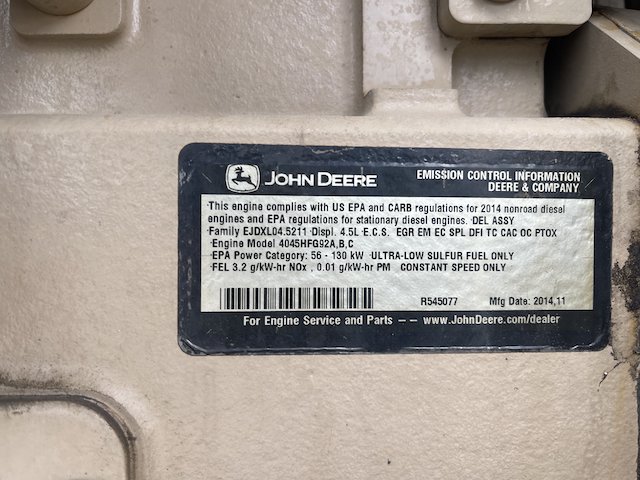 JOHN DEERE
EMISSION CONTROL INFORMATION
DEERE & COMPANY
This engine complies with US EPA and CARB regulations for 2014 nonroad diesel
engines and EPA regulations for stationary diesel engines. DEL ASSY
Family EJDXL04.5211 Displ. 4.5L E.C.S. EGR EM EC SPL DFI TC CAC OC PTOX
Engine Model 4045HFG92A,B,C
EPA Power Category: 56 - 130 kW ULTRA-LOW SULFUR FUEL ONLY
FEL 3.2 g/kW-hr NOx , 0.01 g/kW-hr PM CONSTANT SPEED ONLY
R545077 Mfg Date: 2014,11
For Engine Service and Parts – – www.JohnDeere.com/dealer